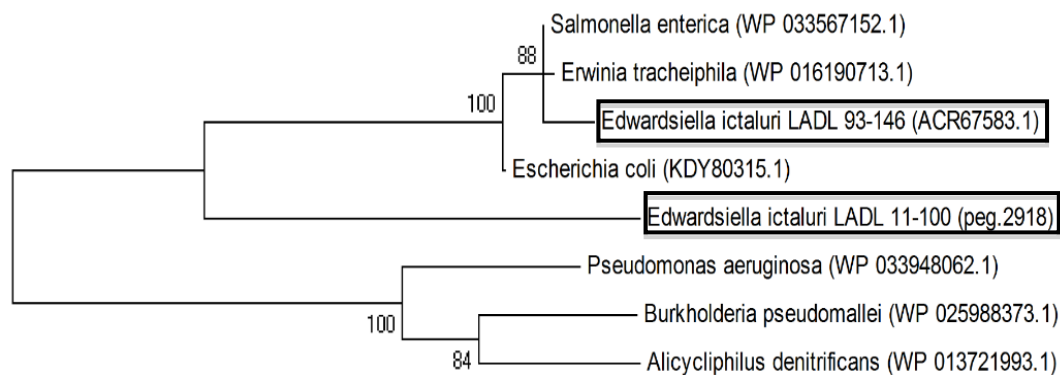 Salmonella enterica (WP 033567152.1)
88
Erwinia tracheiphila (WP 016190713.1)
100
Edwardsiella ictaluri LADL 93-146 (ACR67583.1)
Escherichia coli (KDY80315.1)
Edwardsiella ictaluri LADL 11-100 (peg.2918)
Pseudomonas aeruginosa (WP 033948062.1)
Burkholderia pseudomallei (WP 025988373.1)
100
84
Alicycliphilus denitrificans (WP 013721993.1)